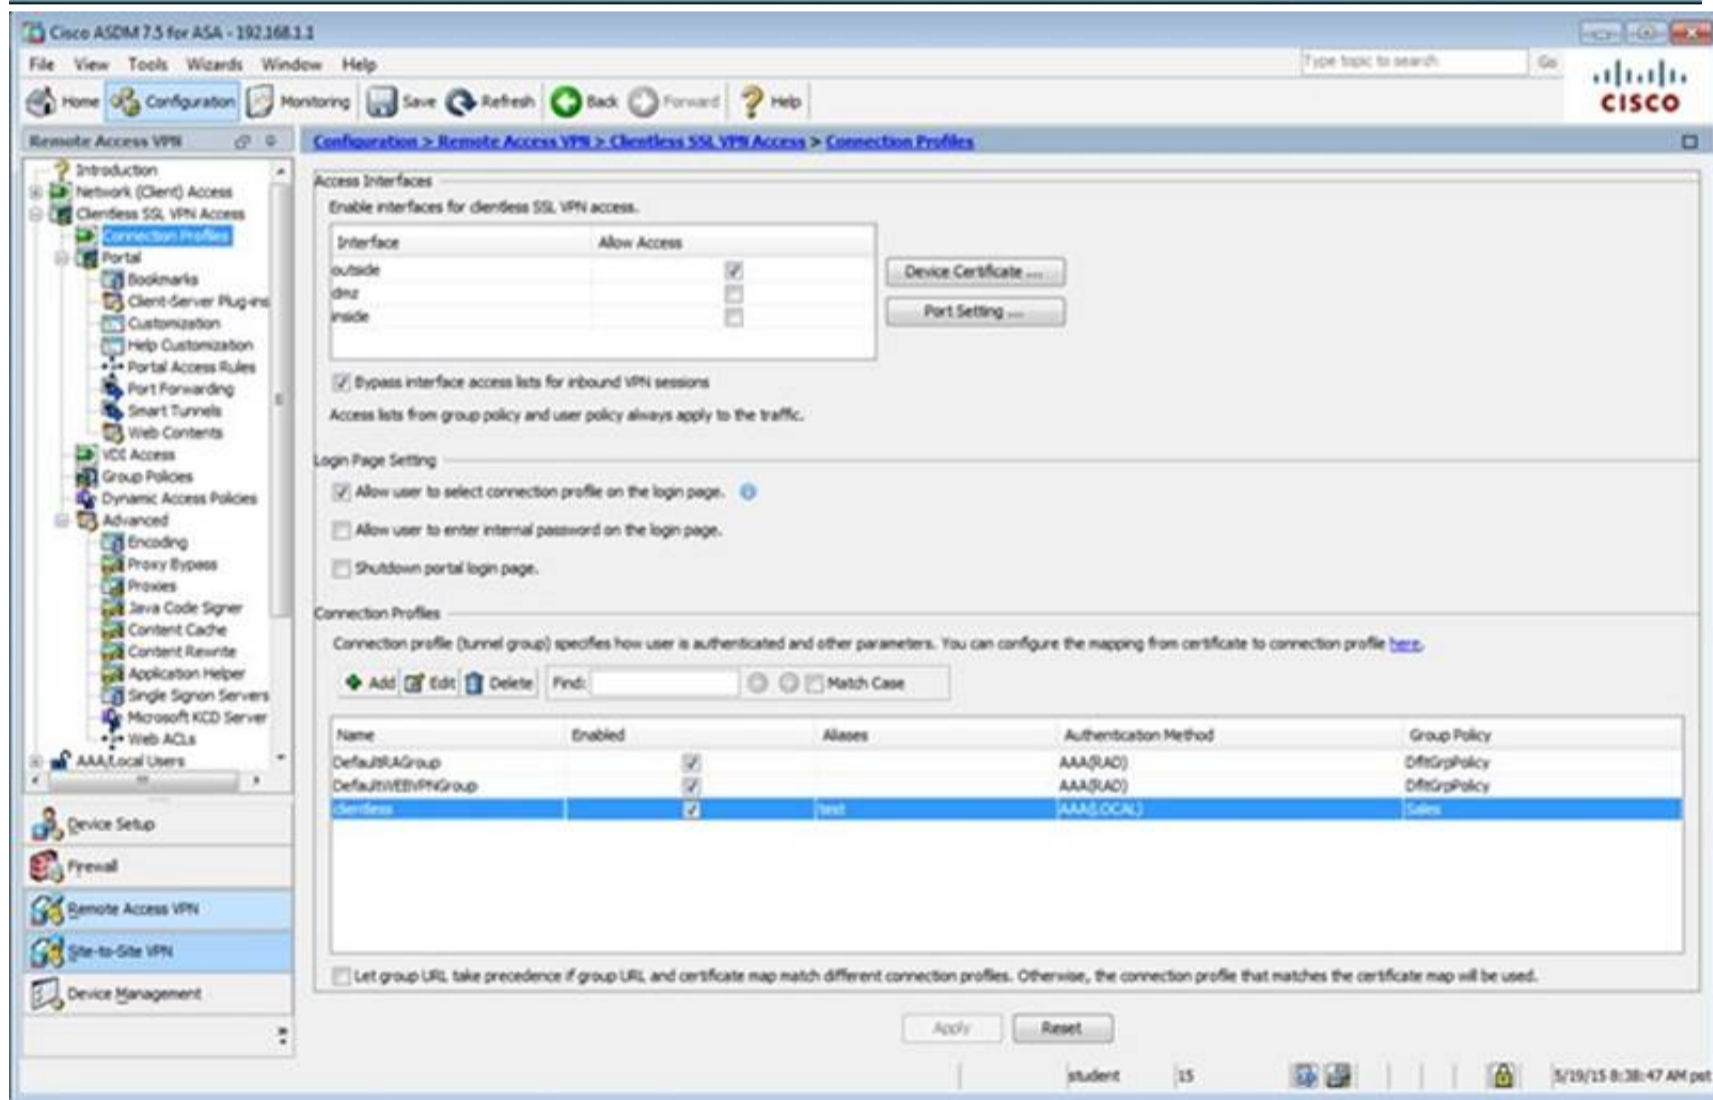 Cisco ASDM 7.5 for ASA - 192.168.1.1
File View Tools Wizards Window Help
Type topic to search
Go
Home Configuration Monitoring Save Refresh Back Forward Help
CISCO
Remote Access VPN
Configuration > Remote Access VPN > Clientless SSL VPN Access > Connection Profiles
Introduction
Network (Client) Access
Clientless SSL VPN Access
Connection Profiles
Portal
Bookmarks
Client-Server Plug-ins
Customization
Help Customization
Portal Access Rules
Port Forwarding
Smart Tunnels
Web Contents
VDI Access
Group Policies
Dynamic Access Policies
Advanced
Encoding
Proxy Bypass
Proxies
Java Code Signer
Content Cache
Content Rewrite
Application Helper
Single Signon Servers
Microsoft KCD Server
Web ACLs
AAA/Local Users
Device Setup
Firewall
Remote Access VPN
Site-to-Site VPN
Device Management
Access Interfaces
Enable interfaces for clientless SSL VPN access.
Interface Allow Access
outside
dmz
inside
Device Certificate ...
Port Setting ...
Bypass interface access lists for inbound VPN sessions
Access lists from group policy and user policy always apply to the traffic.
Login Page Setting
Allow user to select connection profile on the login page.
Allow user to enter internal password on the login page.
Shutdown portal login page.
Connection Profiles
Connection profile (tunnel group) specifies how user is authenticated and other parameters. You can configure the mapping from certificate to connection profile here.
Add Edit Delete Find: Match Case
Name Enabled Aliases Authentication Method Group Policy
DefaultRAGroup AAA(RAD) DfltGrpPolicy
DefaultWEBVPNGroup AAA(RAD) DfltGrpPolicy
clientless test AAA(LOCAL) Sales
Let group URL take precedence if group URL and certificate map match different connection profiles. Otherwise, the connection profile that matches the certificate map will be used.
Apply Reset
student 15 5/19/15 8:38:47 AM pst